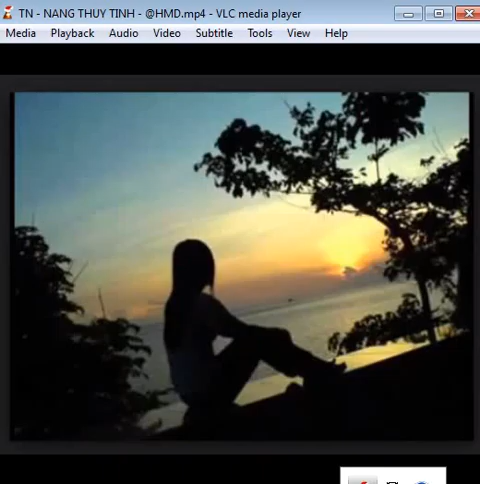 TN - NANG THUY TINH - @HMD.mp4 - VLC media player
Media Playback Audio Video Subtitle Tools View Help